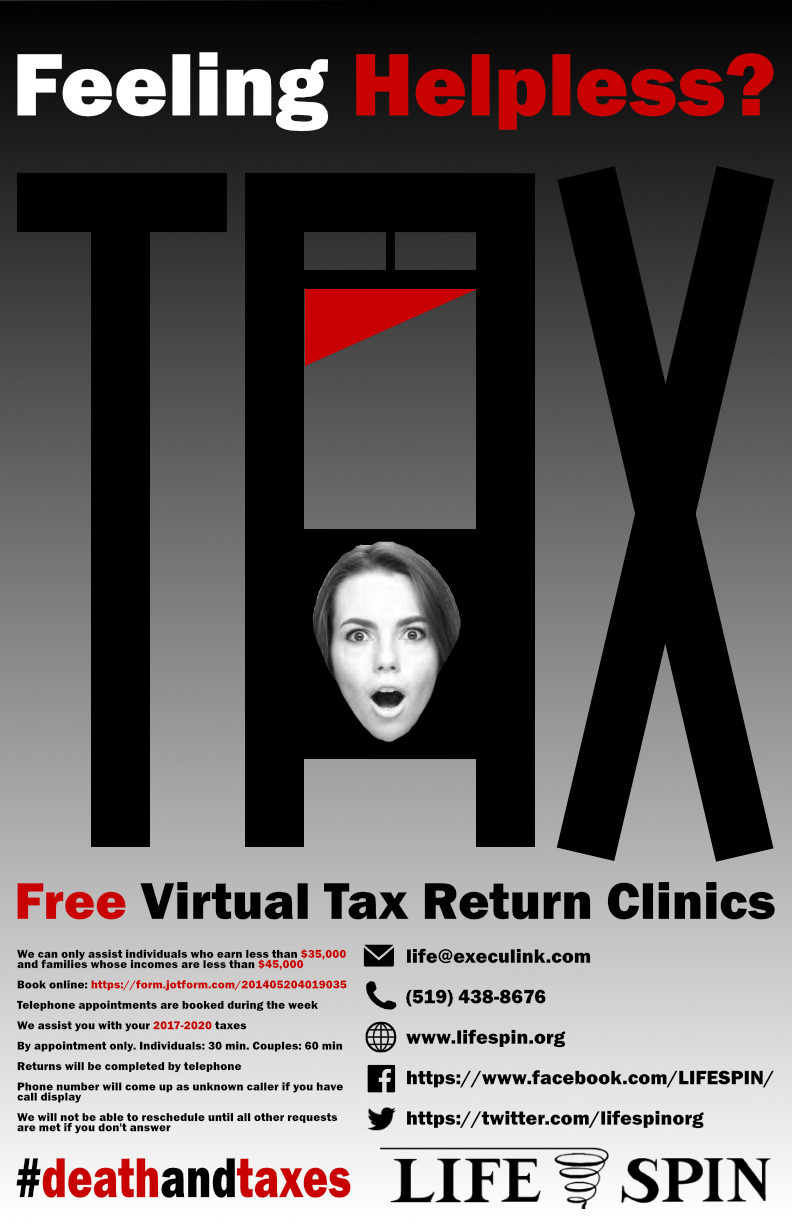 Feeling Helpless?
TAX
Free Virtual Tax Return Clinics
We can only assist individuals who earn less than $35,000
and families whose incomes are less than $45,000
Book online: https://form.jotform.com/201405204019035
Telephone appointments are booked during the week
We assist you with your 2017-2020 taxes
By appointment only. Individuals: 30 min. Couples: 60 min
Returns will be completed by telephone
Phone number will come up as unknown caller if you have
call display
We will not be able to reschedule until all other requests
are met if you don't answer
life@execulink.com
(519) 438-8676
www.lifespin.org
https://www.facebook.com/LIFESPIN/
https://twitter.com/lifespinorg
#deathandtaxes
LIFE SPIN